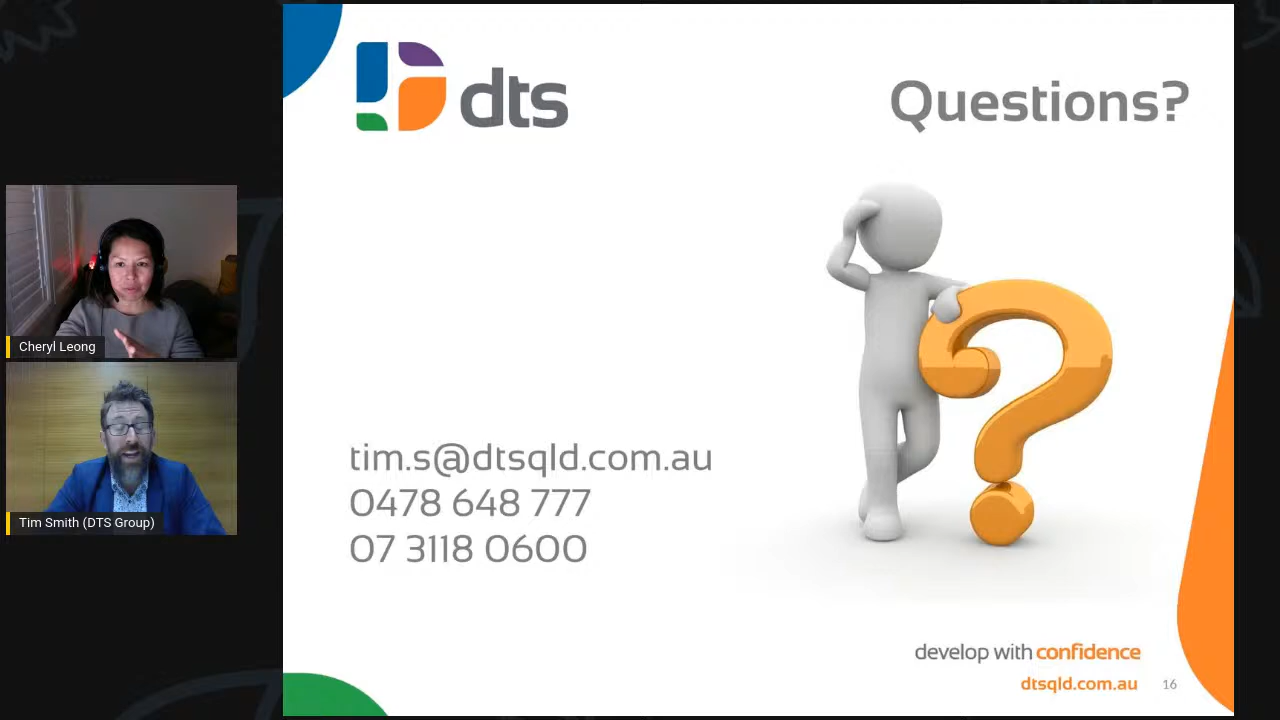 dts
Questions?
Cheryl Leong
Tim Smith (DTS Group)
tim.s@dtsqld.com.au
0478 648 777
07 3118 0600
develop with confidence
dtsqld.com.au
16